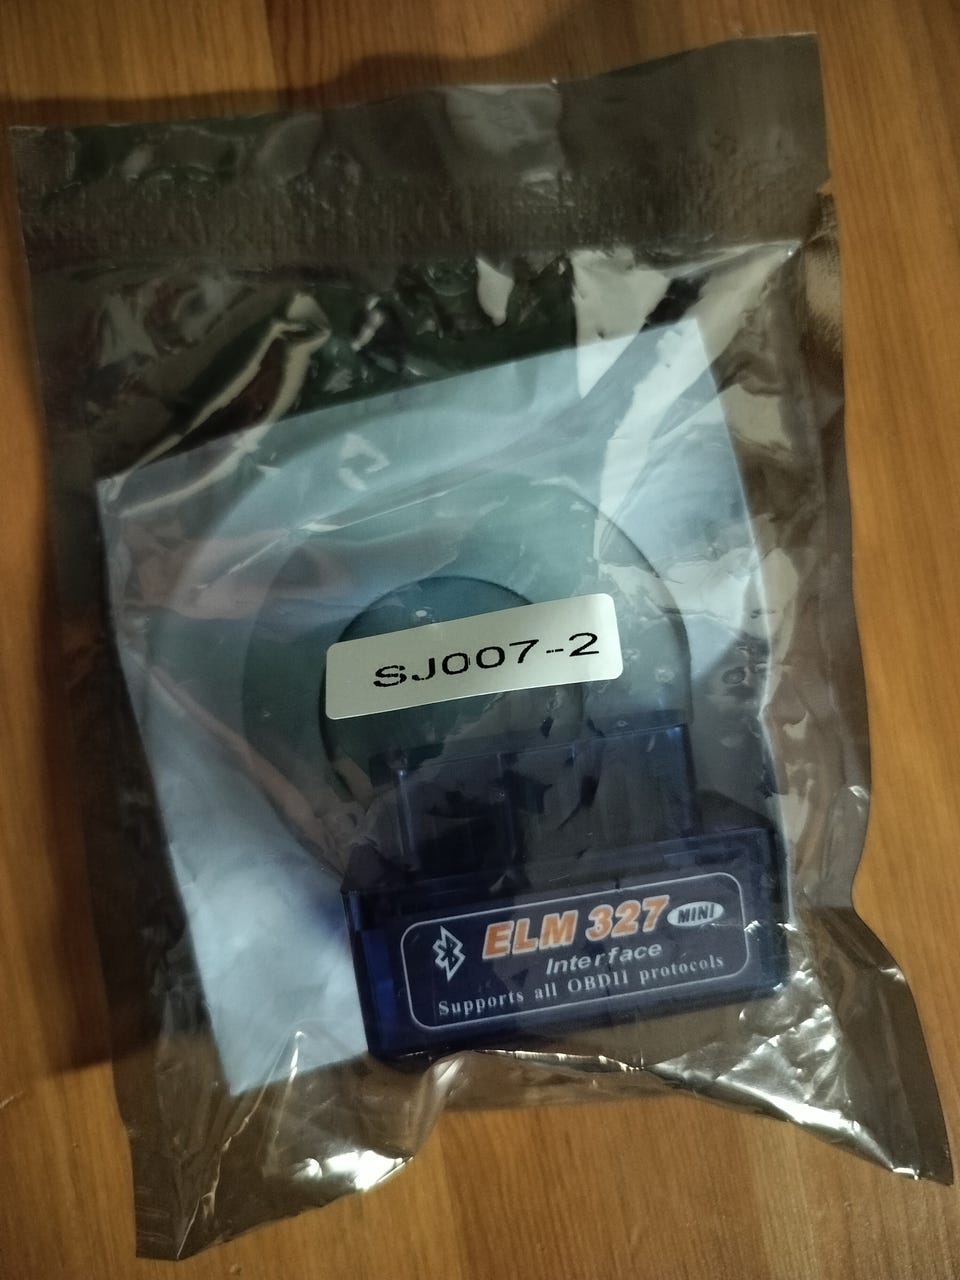 SJ007-2
ELM 327 MINI
Interface
Supports all OBDII protocols